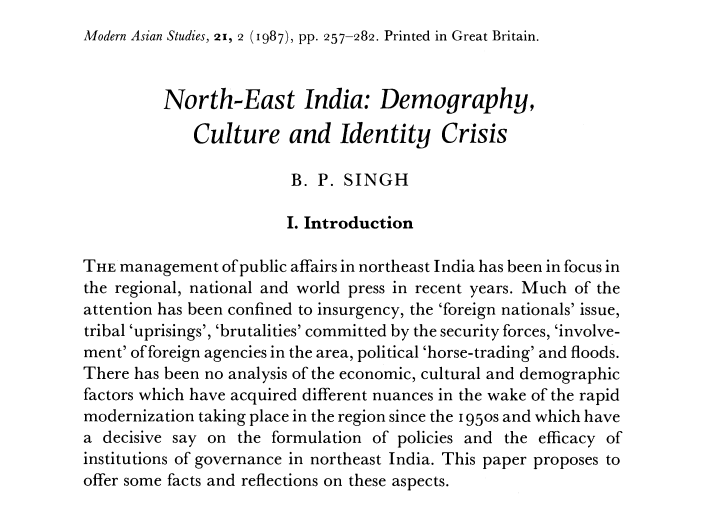 Modern Asian Studies, 21, 2 (1987), pp. 257–282. Printed in Great Britain.
North-East India: Demography,
Culture and Identity Crisis
B. P. SINGH
I. Introduction
THE management of public affairs in northeast India has been in focus in
the regional, national and world press in recent years. Much of the
attention has been confined to insurgency, the ‘foreign nationals’ issue,
tribal ‘uprisings’, ‘brutalities’ committed by the security forces, ‘involve-
ment’ of foreign agencies in the area, political ‘horse-trading’ and floods.
There has been no analysis of the economic, cultural and demographic
factors which have acquired different nuances in the wake of the rapid
modernization taking place in the region since the 1950s and which have
a decisive say on the formulation of policies and the efficacy of
institutions of governance in northeast India. This paper proposes to
offer some facts and reflections on these aspects.